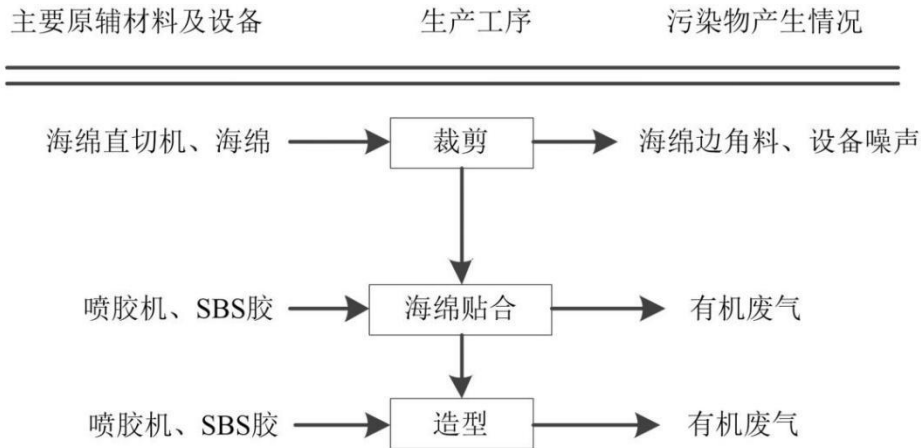 主要原辅材料及设备 生产工序 污染物产生情况
海绵直切机、海绵 裁剪 海绵边角料、设备噪声
喷胶机、SBS胶 海绵贴合 有机废气
喷胶机、SBS胶 造型 有机废气